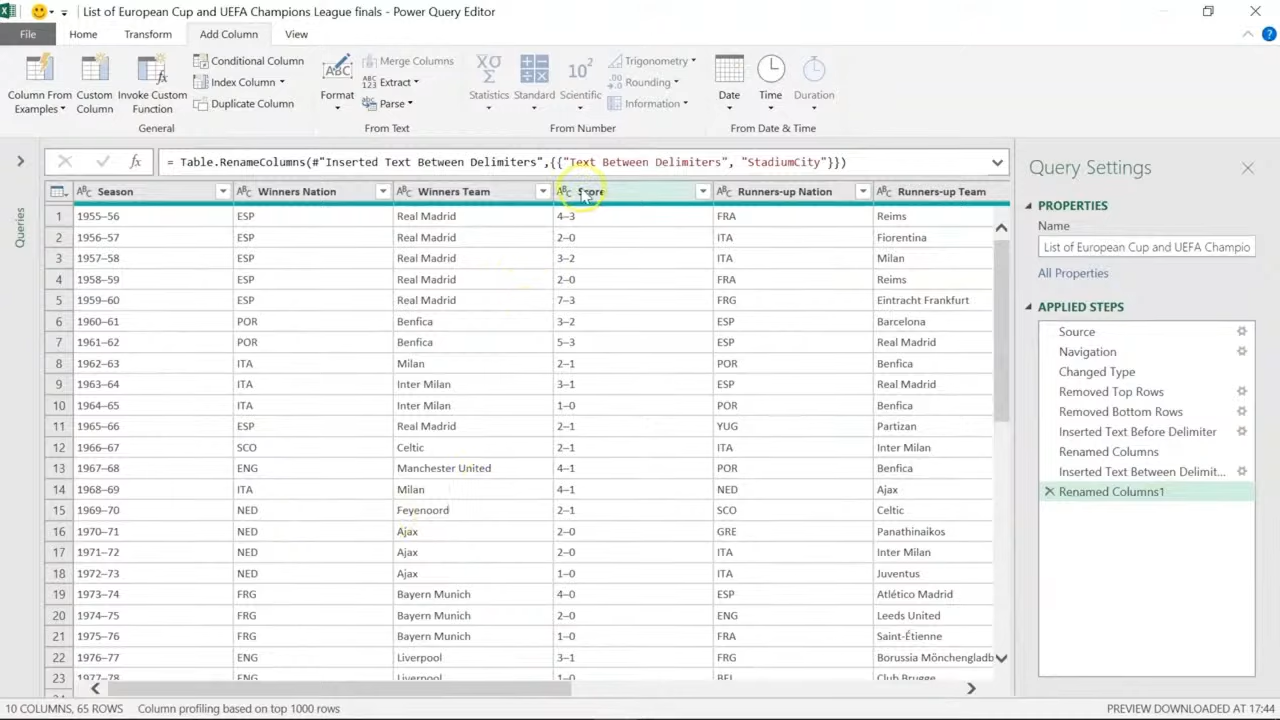 List of European Cup and UEFA Champions League finals - Power Query Editor
File Home Transform Add Column View
Column From Examples
Custom Column
Invoke Custom Function
Conditional Column
Index Column
Duplicate Column
General
Format
Merge Columns
Extract
Parse
From Text
Statistics
Standard
Scientific
Trigonometry
Rounding
Information
From Number
Date
Time
Duration
From Date & Time
= Table.RenameColumns(#"Inserted Text Between Delimiters",{{"Text Between Delimiters", "StadiumCity"}})
Queries
Season Winners Nation Winners Team Score Runners-up Nation Runners-up Team
1 1955–56 ESP Real Madrid 4–3 FRA Reims
2 1956–57 ESP Real Madrid 2–0 ITA Fiorentina
3 1957–58 ESP Real Madrid 3–2 ITA Milan
4 1958–59 ESP Real Madrid 2–0 FRA Reims
5 1959–60 ESP Real Madrid 7–3 FRG Eintracht Frankfurt
6 1960–61 POR Benfica 3–2 ESP Barcelona
7 1961–62 POR Benfica 5–3 ESP Real Madrid
8 1962–63 ITA Milan 2–1 POR Benfica
9 1963–64 ITA Inter Milan 3–1 ESP Real Madrid
10 1964–65 ITA Inter Milan 1–0 POR Benfica
11 1965–66 ESP Real Madrid 2–1 YUG Partizan
12 1966–67 SCO Celtic 2–1 ITA Inter Milan
13 1967–68 ENG Manchester United 4–1 POR Benfica
14 1968–69 ITA Milan 4–1 NED Ajax
15 1969–70 NED Feyenoord 2–1 SCO Celtic
16 1970–71 NED Ajax 2–0 GRE Panathinaikos
17 1971–72 NED Ajax 2–0 ITA Inter Milan
18 1972–73 NED Ajax 1–0 ITA Juventus
19 1973–74 FRG Bayern Munich 4–0 ESP Atlético Madrid
20 1974–75 FRG Bayern Munich 2–0 ENG Leeds United
21 1975–76 FRG Bayern Munich 1–0 FRA Saint-Étienne
22 1976–77 ENG Liverpool 3–1 FRG Borussia Mönchengladb
23 1977–78 ENG Liverpool 1–0 BEL Club Brugge
Query Settings
PROPERTIES
Name
List of European Cup and UEFA Champio
All Properties
APPLIED STEPS
Source
Navigation
Changed Type
Removed Top Rows
Removed Bottom Rows
Inserted Text Before Delimiter
Renamed Columns
Inserted Text Between Delimit...
Renamed Columns1
10 COLUMNS, 65 ROWS Column profiling based on top 1000 rows PREVIEW DOWNLOADED AT 17:44